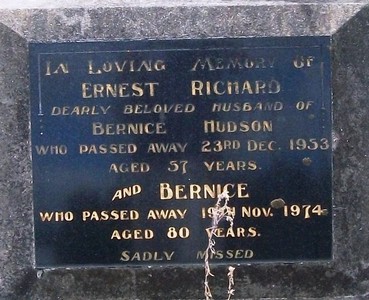 IN LOVING MEMORY OF
ERNEST RICHARD
DEARLY BELOVED HUSBAND OF
BERNICE HUDSON
WHO PASSED AWAY 23RD DEC. 1953
AGED 57 YEARS.
AND BERNICE
WHO PASSED AWAY 19TH NOV. 1974
AGED 80 YEARS.
SADLY MISSED